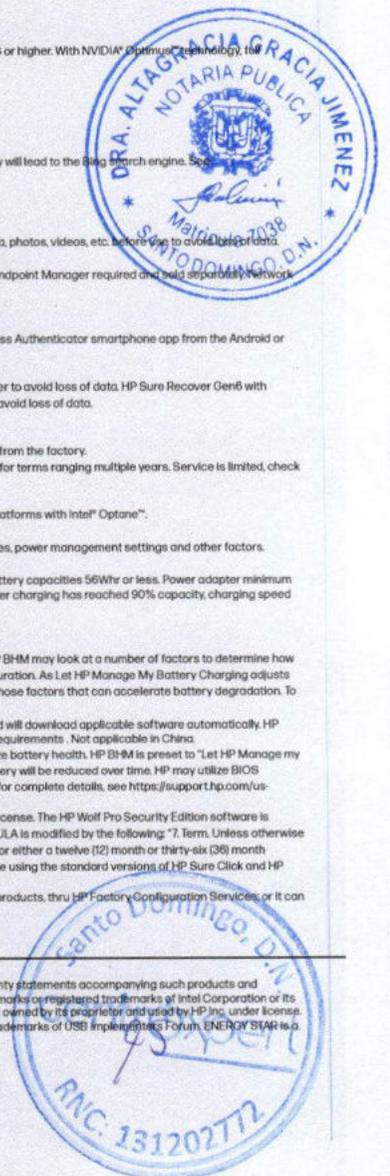 or higher. With NVIDIA® Optimus™ technology, full
DRA. ALTAGRACIA GRACIA JIMENEZ
NOTARIA PUBLICA
Matricula 7038
* SANTO DOMINGO, D.N. *
y will lead to the Bing search engine. See
a, photos, videos, etc. before use to avoid loss of data.
ndpoint Manager required and sold separately. Network
ss Authenticator smartphone app from the Android or
er to avoid loss of data. HP Sure Recover Gen6 with
avoid loss of data.
from the factory.
for terms ranging multiple years. Service is limited, check
atforms with Intel® Optane™.
es, power management settings and other factors.
ttery capacities 56Whr or less. Power adapter minimum
er charging has reached 90% capacity, charging speed
BHM may look at a number of factors to determine how
uration. As Let HP Manage My Battery Charging adjusts
hose factors that can accelerate battery degradation. To
d will download applicable software automatically. HP
equirements . Not applicable in China.
e battery health. HP BHM is preset to "Let HP Manage my
ery will be reduced over time. HP may utilize BIOS
for complete details, see https://support.hp.com/us-
cense. The HP Wolf Pro Security Edition software is
ULA is modified by the following: "7. Term. Unless otherwise
or either a twelve (12) month or thirty-six (36) month
e using the standard versions of HP Sure Click and HP
products, thru HP Factory Configuration Services; or it can
Santo Domingo, D.N.
nty statements accompanying such products and
marks or registered trademarks of Intel Corporation or its
owned by its proprietor and used by HP Inc. under license.
ademarks of USB Implementers Forum. ENERGY STAR is a
RNC: 131202772